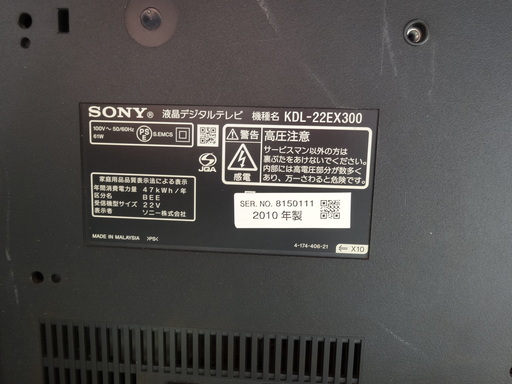 SONY® 液晶デジタルテレビ 機種名 KDL-22EX300
100V～ 50/60Hz
61W
PS E
S.EMCS
JQA
警告 高圧注意
サービスマン以外の方は
裏ぶたをあけないでください。
内部には高電圧部分が数多く
あり、万一さわると危険です。
感電
家庭用品品質表示法による表示
年間消費電力量 47kWh/年
区分名 BEE
受信機型サイズ 22V
表示者 ソニー株式会社
SER. NO. 8150111
2010 年製
MADE IN MALAYSIA >PS<
4-174-406-21
X10